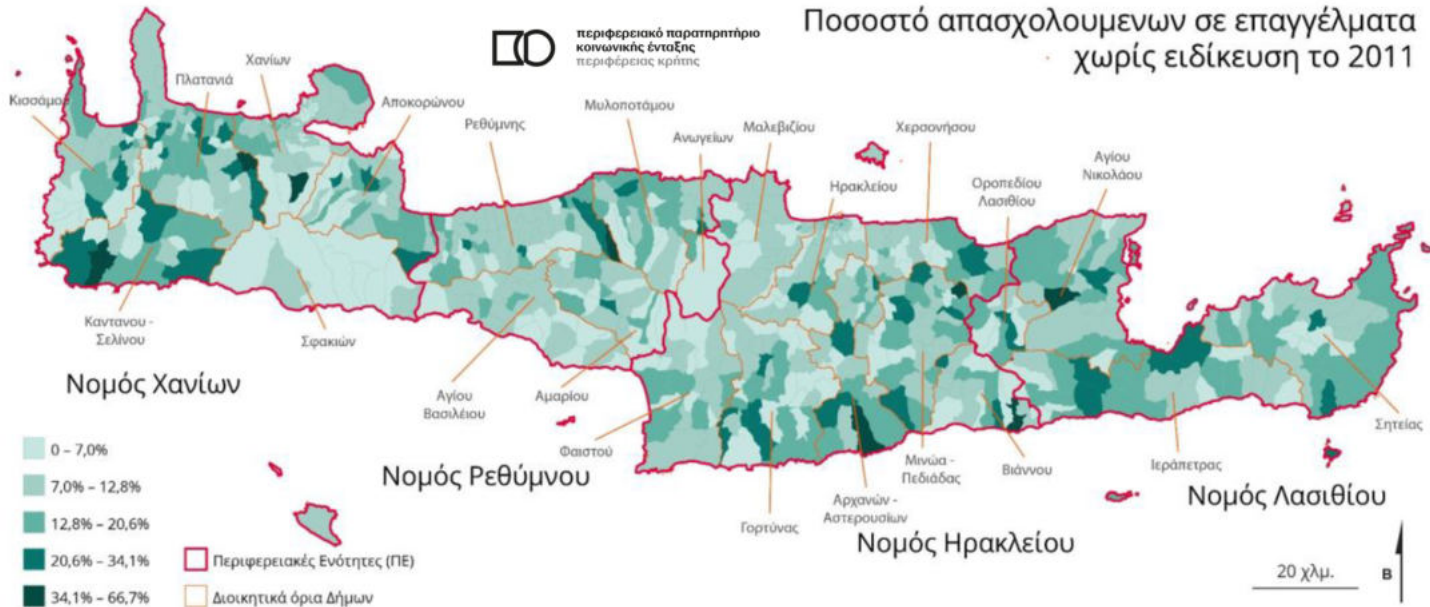 Ποσοστό απασχολουμενων σε επαγγέλματα
χωρίς ειδίκευση το 2011
περιφερειακό παρατηρητήριο
κοινωνικής ένταξης
περιφέρειας κρήτης
Κισσάμου
Πλατανιά
Χανίων
Αποκορώνου
Ρεθύμνης
Μυλοποτάμου
Ανωγείων
Μαλεβιζίου
Ηρακλείου
Χερσονήσου
Οροπεδίου
Λασιθίου
Αγίου
Νικολάου
Καντανου -
Σελίνου
Σφακιών
Αγίου
Βασιλείου
Αμαρίου
Φαιστού
Γορτύνας
Αρχανών -
Αστερουσίων
Μινώα -
Πεδιάδας
Βιάννου
Ιεράπετρας
Σητείας
Νομός Χανίων
Νομός Ρεθύμνου
Νομός Ηρακλείου
Νομός Λασιθίου
0 – 7,0%
7,0% – 12,8%
12,8% – 20,6%
20,6% – 34,1%
34,1% – 66,7%
Περιφερειακές Ενότητες (ΠΕ)
Διοικητικά όρια Δήμων
20 χλμ.
Β